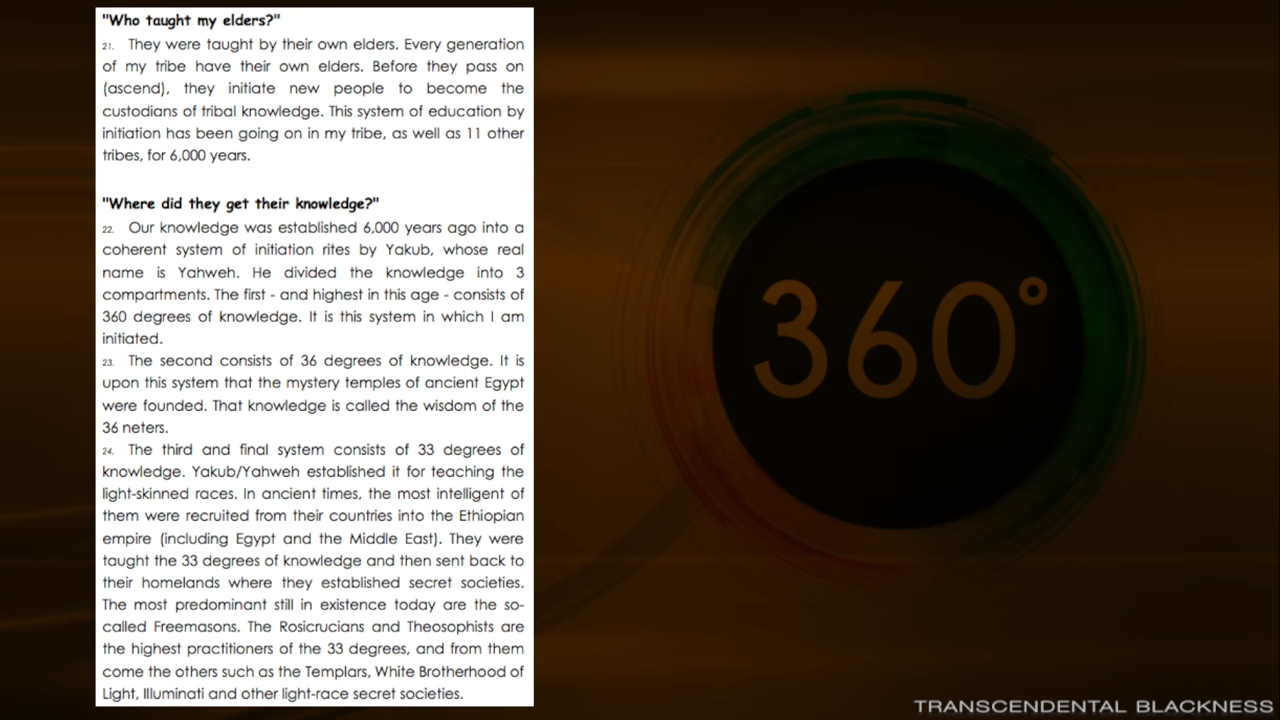 "Who taught my elders?"
21. They were taught by their own elders. Every generation
of my tribe have their own elders. Before they pass on
(ascend), they initiate new people to become the
custodians of tribal knowledge. This system of education by
initiation has been going on in my tribe, as well as 11 other
tribes, for 6,000 years.
"Where did they get their knowledge?"
22. Our knowledge was established 6,000 years ago into a
coherent system of initiation rites by Yakub, whose real
name is Yahweh. He divided the knowledge into 3
compartments. The first - and highest in this age - consists of
360 degrees of knowledge. It is this system in which I am
initiated.
23. The second consists of 36 degrees of knowledge. It is
upon this system that the mystery temples of ancient Egypt
were founded. That knowledge is called the wisdom of the
36 neters.
24. The third and final system consists of 33 degrees of
knowledge. Yakub/Yahweh established it for teaching the
light-skinned races. In ancient times, the most intelligent of
them were recruited from their countries into the Ethiopian
empire (including Egypt and the Middle East). They were
taught the 33 degrees of knowledge and then sent back to
their homelands where they established secret societies.
The most predominant still in existence today are the so-
called Freemasons. The Rosicrucians and Theosophists are
the highest practitioners of the 33 degrees, and from them
come the others such as the Templars, White Brotherhood of
Light, Illuminati and other light-race secret societies.
360°
TRANSCENDENTAL BLACKNESS